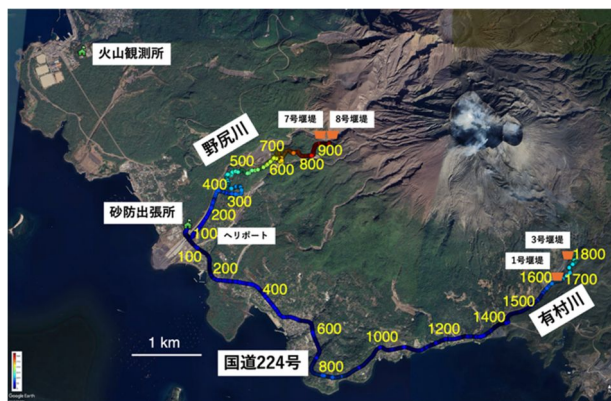 火山観測所
7号堰堤
8号堰堤
野尻川
700
900
500
600
800
400
300
200
砂防出張所
100
ヘリポート
3号堰堤
100
200
1号堰堤
1800
1600
1700
400
1500
有村川
600
1400
1 km
1000
1200
国道224号
800
Google Earth